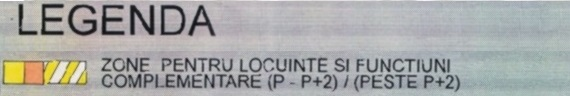 LEGENDA
ZONE PENTRU LOCUINTE SI FUNCTIUNI
COMPLEMENTARE (P - P+2) / (PESTE P+2)